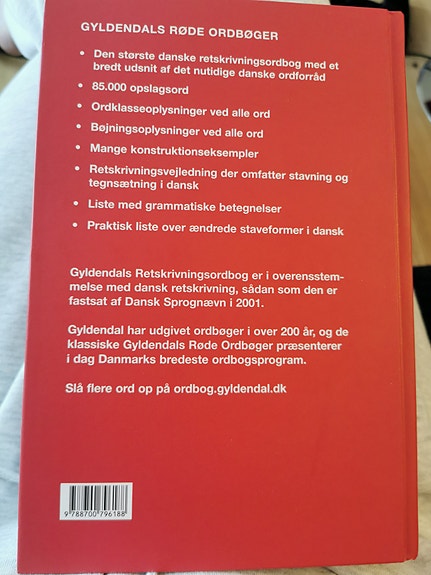 GYLDENDALS RØDE ORDBØGER
• Den største danske retskrivningsordbog med et
bredt udsnit af det nutidige danske ordforråd
• 85.000 opslagsord
• Ordklasseoplysninger ved alle ord
• Bøjningsoplysninger ved alle ord
• Mange konstruktionseksempler
• Retskrivningsvejledning der omfatter stavning og
tegnsætning i dansk
• Liste med grammatiske betegnelser
• Praktisk liste over ændrede staveformer i dansk
Gyldendals Retskrivningsordbog er i overensstem-
melse med dansk retskrivning, sådan som den er
fastsat af Dansk Sprognævn i 2001.
Gyldendal har udgivet ordbøger i over 200 år, og de
klassiske Gyldendals Røde Ordbøger præsenterer
i dag Danmarks bredeste ordbogsprogram.
Slå flere ord op på ordbog.gyldendal.dk
9 788700 796188